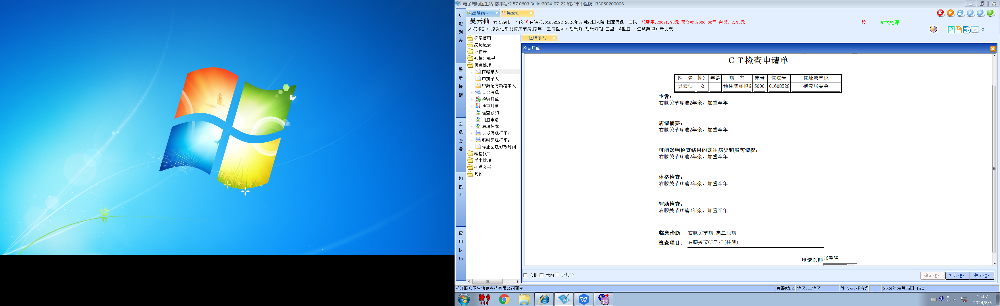 电子病历医生站 版本号:2.57.0603 Build:2024-07-22 绍兴市中医院H33060200008
功能列表
警示提醒
医嘱套餐
知识库
使用技巧
出院病人
吴云仙
吴云仙 女 529床 71岁 Y 住院号:01608528 2024年07月23日入院 国家医保 居民 总费用:30021.98元 预交款:2000.00元 余额: 8.98元 一般 VTE免评
入院诊断: 原发性单侧膝关节病,膝痹 主治医师: 胡松峰 胡松峰组 血型: A型血 过敏药物: 未发现
病案首页
病历记录
评估表
知情告知书
医嘱处理
医嘱录入
中药录入
中药配方颗粒录入
会诊医嘱
检验开单
检查开单
检查预约
用血申请
病理标本
长期医嘱打印2
临时医嘱打印2
停止医嘱修改时间
辅检报告
手术管理
护理文书
其他
医嘱录入
检查开单
CT检查申请单
姓 名 性别 年龄 病 室 床号 住院号 住址或单位
吴云仙 女 预住院虚拟 5000 01608528 袍渎居委会
主诉:
右膝关节疼痛2年余, 加重半年
病情摘要:
右膝关节疼痛2年余, 加重半年
可能影响检查结果的既往病史和服药情况:
右膝关节疼痛2年余, 加重半年
体格检查:
右膝关节疼痛2年余, 加重半年
辅助检查:
右膝关节疼痛2年余, 加重半年
临床诊断 右膝关节病 高血压病
检查项目: 右膝关节CT平扫(住院)
申请医师 张春晓
心脏 术前 小儿科
确定(E) 打印(P) 关闭(C)
浙江联众卫生信息科技有限公司研制 黄奉献D3 病区:二病区 输入法:拼音码 2024年08月05日 15点
15:07
2024/8/5